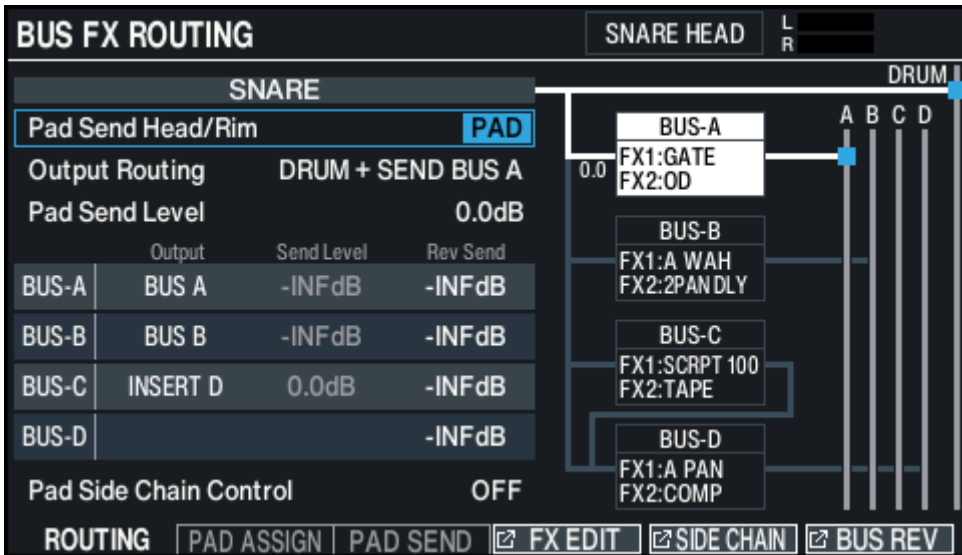 BUS FX ROUTING
SNARE HEAD
L
R
DRUM
SNARE
A B C D
Pad Send Head/Rim PAD
Output Routing DRUM + SEND BUS A
Pad Send Level 0.0dB
Output Send Level Rev Send
BUS-A BUS A -INFdB -INFdB
BUS-B BUS B -INFdB -INFdB
BUS-C INSERT D 0.0dB -INFdB
BUS-D -INFdB
Pad Side Chain Control OFF
0.0
BUS-A
FX1:GATE
FX2:OD
BUS-B
FX1:A WAH
FX2:2PANDLY
BUS-C
FX1:SCRPT 100
FX2:TAPE
BUS-D
FX1:A PAN
FX2:COMP
ROUTING PAD ASSIGN PAD SEND FX EDIT SIDE CHAIN BUS REV